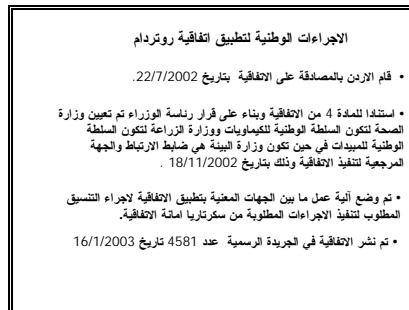 الاجراءات الوطنية لتطبيق اتفاقية روتردام
• قام الاردن بالمصادقة على الاتفاقية بتاريخ 22/7/2002.
• استنادا للمادة 4 من الاتفاقية وبناء على قرار رئاسة الوزراء تم تعيين وزارة
الصحة لتكون السلطة الوطنية للكيماويات ووزارة الزراعة لتكون السلطة
الوطنية للمبيدات في حين تكون وزارة البيئة هي ضابط الارتباط والجهة
المرجعية لتنفيذ الاتفاقية وذلك بتاريخ 18/11/2002 .
• تم وضع آلية عمل ما بين الجهات المعنية بتطبيق الاتفاقية لاجراء التنسيق
المطلوب لتنفيذ الاجراءات المطلوبة من سكرتاريا امانة الاتفاقية.
• تم نشر الاتفاقية في الجريدة الرسمية عدد 4581 تاريخ 16/1/2003